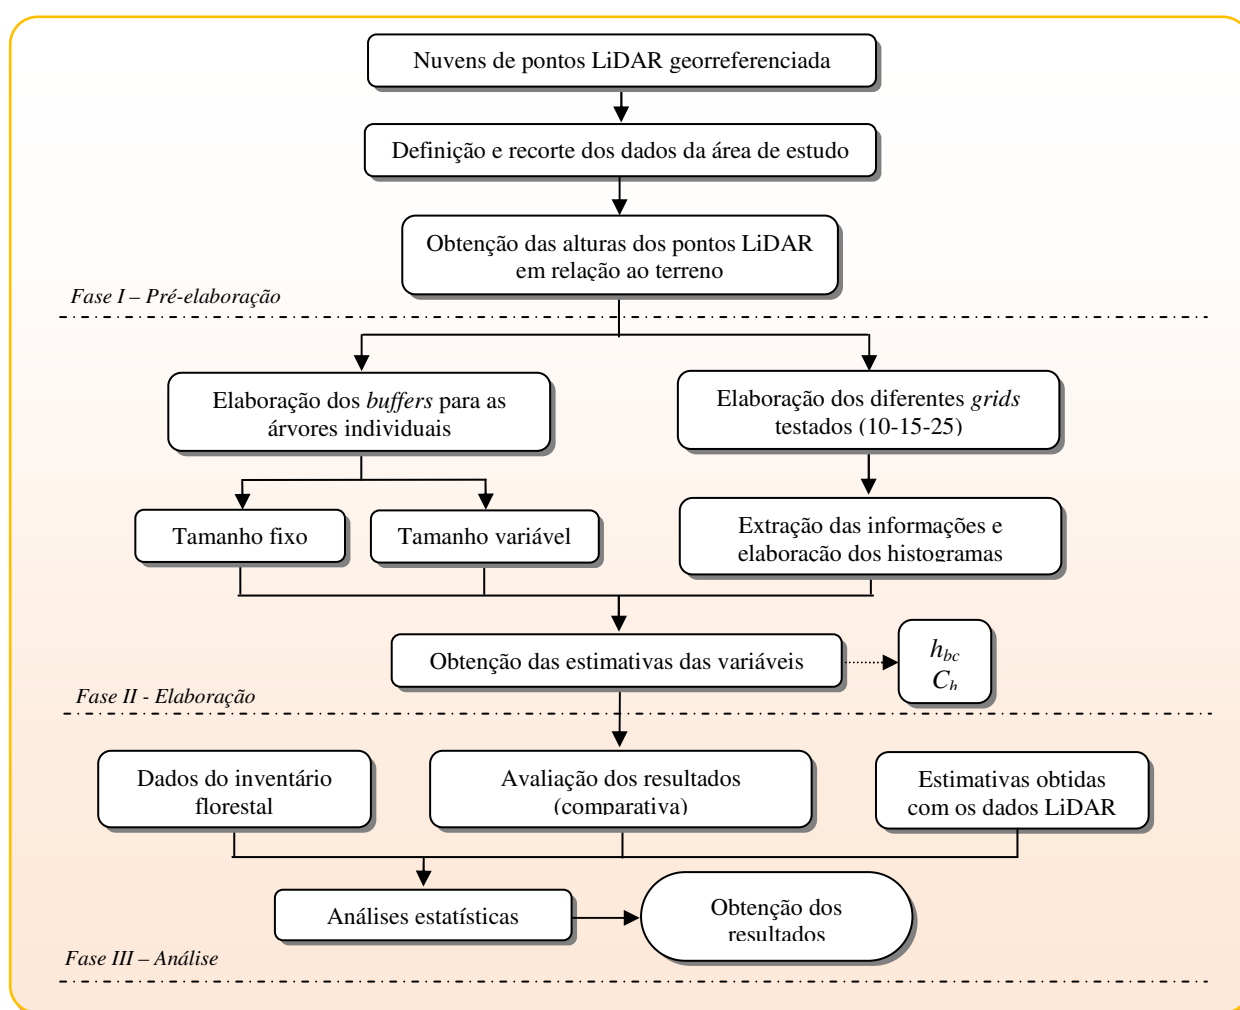 Nuvens de pontos LiDAR georreferenciada
Definição e recorte dos dados da área de estudo
Obtenção das alturas dos pontos LiDAR
em relação ao terreno
Fase I – Pré-elaboração
Elaboração dos buffers para as
árvores individuais
Elaboração dos diferentes grids
testados (10-15-25)
Tamanho fixo
Tamanho variável
Extração das informações e
elaboração dos histogramas
Obtenção das estimativas das variáveis
h_bc
C_h
Fase II - Elaboração
Dados do inventário
florestal
Avaliação dos resultados
(comparativa)
Estimativas obtidas
com os dados LiDAR
Análises estatísticas
Obtenção dos
resultados
Fase III – Análise